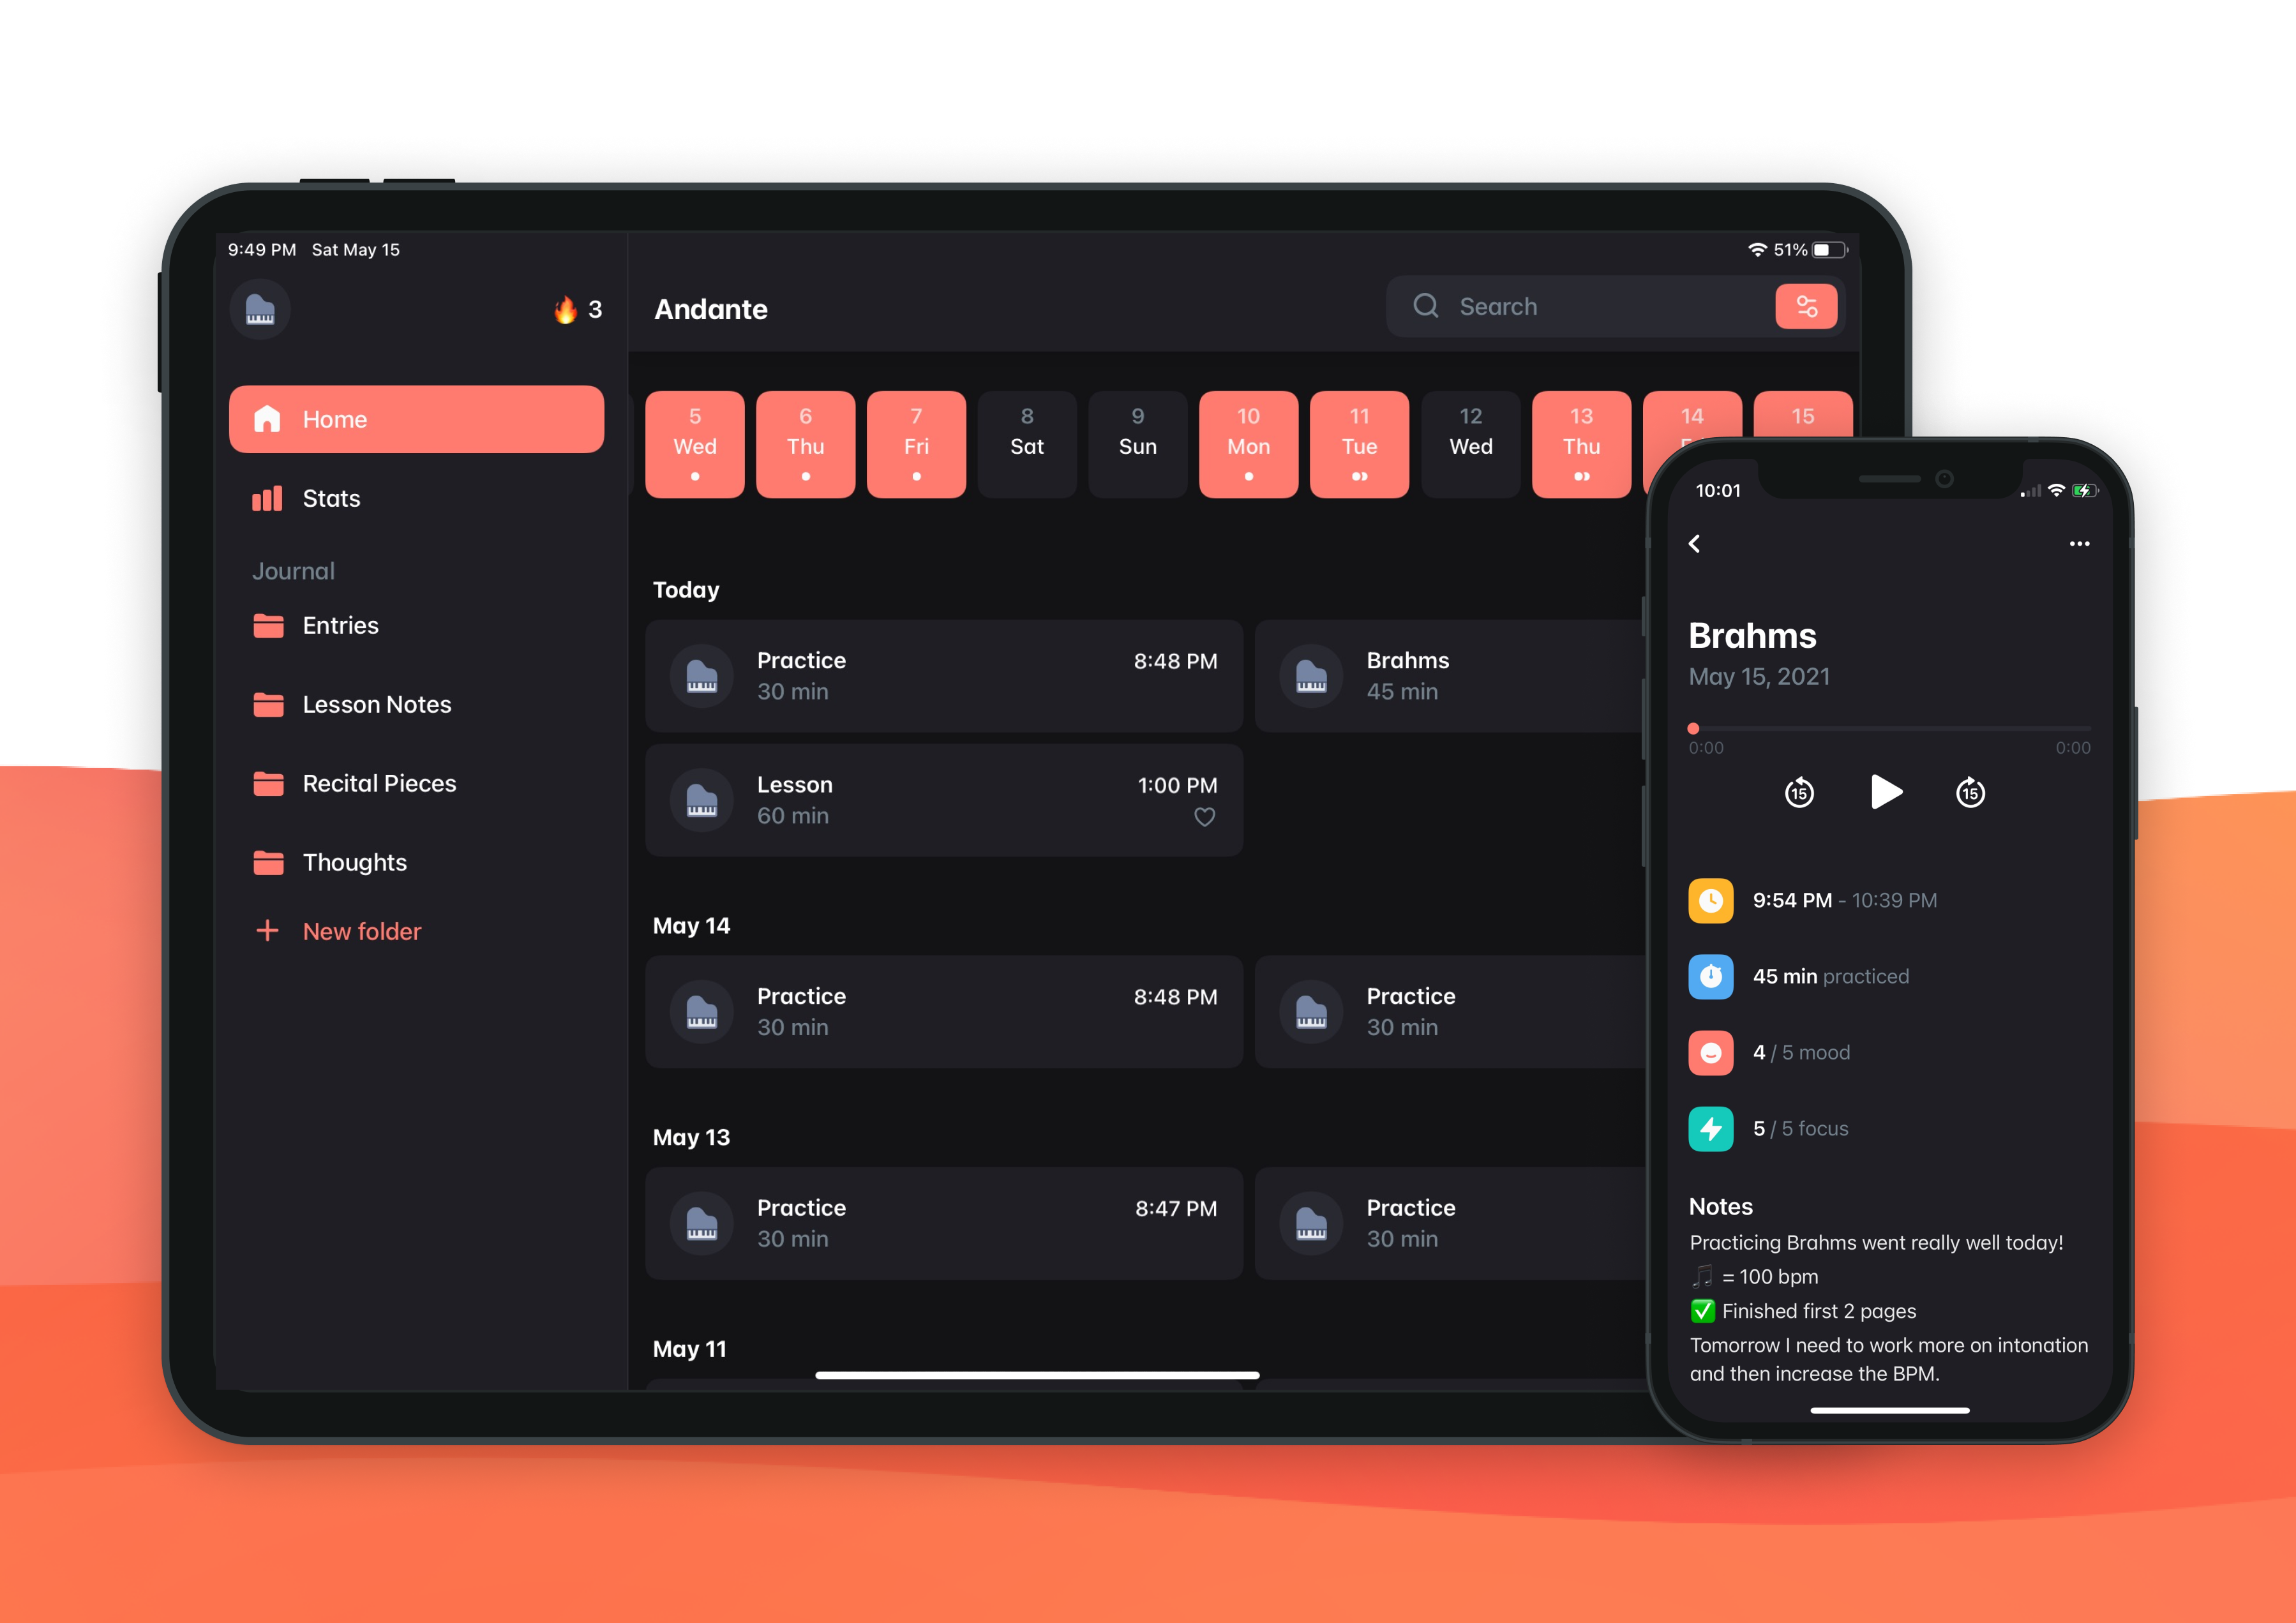 9:49 PM Sat May 15
51%
3
Andante
Search
Home
Stats
Journal
Entries
Lesson Notes
Recital Pieces
Thoughts
New folder
5 6 7 8 9 10 11 12 13 14 15
Wed Thu Fri Sat Sun Mon Tue Wed Thu
Today
Practice 8:48 PM
30 min
Brahms
45 min
Lesson 1:00 PM
60 min
May 14
Practice 8:48 PM
30 min
Practice
30 min
May 13
Practice 8:47 PM
30 min
Practice
30 min
May 11
10:01
Brahms
May 15, 2021
0:00 0:00
15 15
9:54 PM - 10:39 PM
45 min practiced
4 / 5 mood
5 / 5 focus
Notes
Practicing Brahms went really well today!
🎵 = 100 bpm
✅ Finished first 2 pages
Tomorrow I need to work more on intonation
and then increase the BPM.